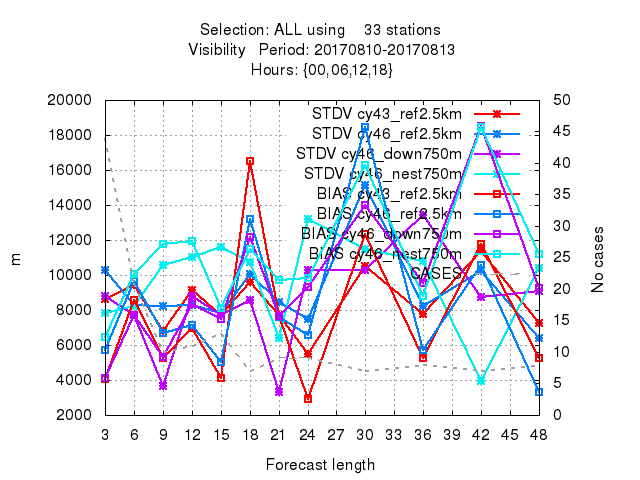 Selection: ALL using 33 stations
Visibility Period: 20170810-20170813
Hours: {00,06,12,18}
20000 50
18000 45
16000 40
14000 35
12000 30
10000 25
8000 20
6000 15
4000 10
2000 5
0
STDV cy43_ref2.5km
STDV cy46_ref2.5km
STDV cy46_down750m
STDV cy46_nest750m
BIAS cy43_ref2.5km
BIAS cy46_ref2.5km
BIAS cy46_down750m
BIAS cy46_nest750m
CASES
m
No cases
3 6 9 12 15 18 21 24 27 30 33 36 39 42 45 48
Forecast length